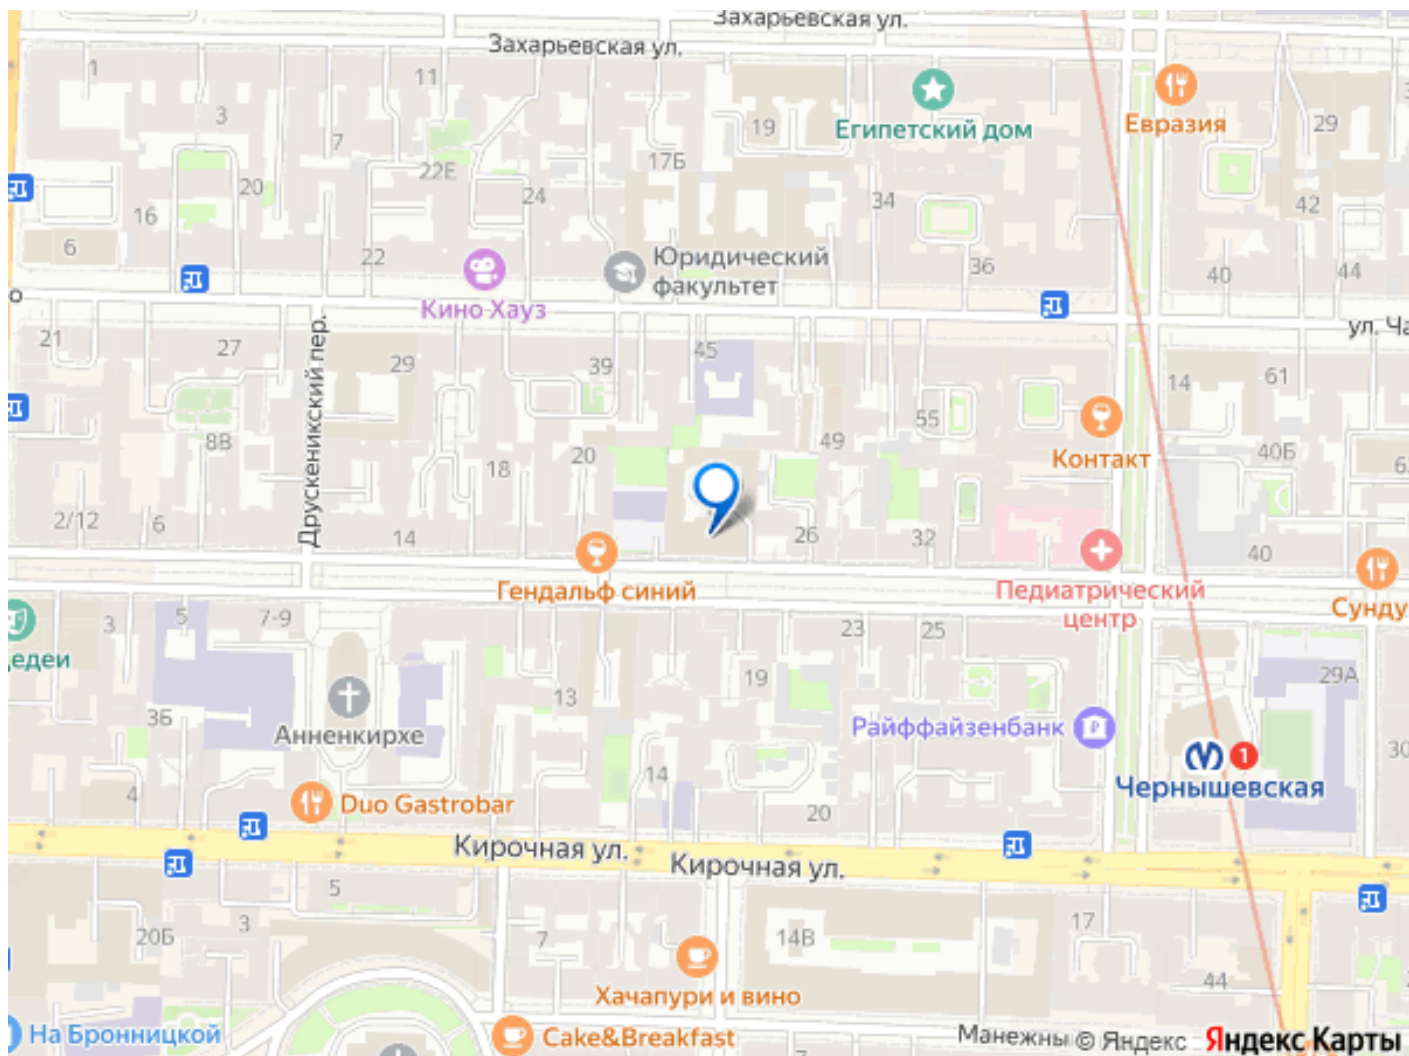 Захарьевская ул.
Захарьевская ул.
1
11
3
19
Египетский дом
Евразия
29
7
17Б
22Е
20
24
34
42
16
6
22
Юридический
факультет
36
40
44
Кино Хауз
ул. Ча
21
27
29
39
45
Друскеникский пер.
14
61
8В
18
20
49
55
Контакт
40Б
2/12
6
14
26
32
40
Гендальф синий
Педиатрический
центр
Сунду
3
5
7-9
23
25
едеи
19
29А
13
3Б
Анненкирхе
Райффайзенбанк
30
14
1
Чернышевская
4
Duo Gastrobar
20
Кирочная ул.
Кирочная ул.
5
3
20Б
7
14В
17
44
Хачапури и вино
На Бронницкой
Cake&Breakfast
Манежны
© Яндекс
Яндекс Карты